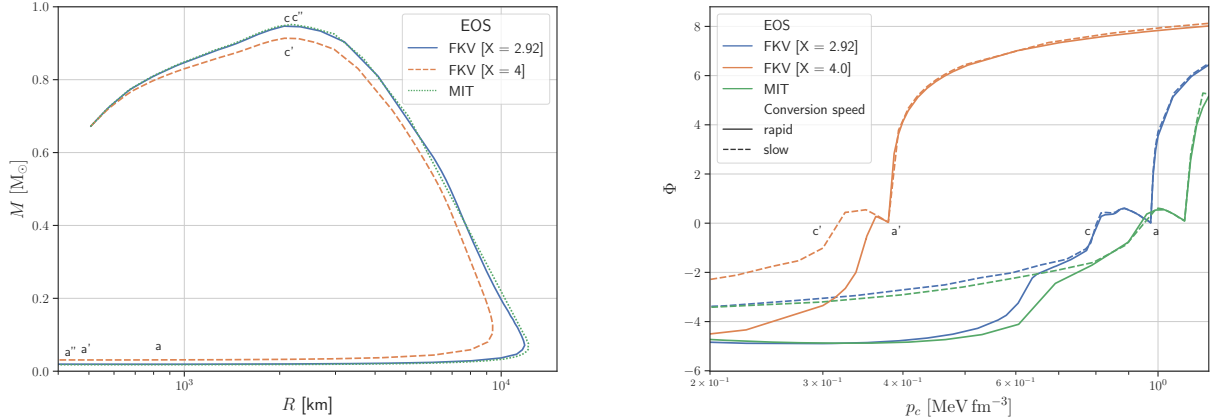 1.0
0.8
0.6
0.4
0.2
0.0
M [M⊙]
10³
10⁴
R [km]
c c''
c'
a'' a' a
EOS
FKV [X = 2.92]
FKV [X = 4]
MIT
8
6
4
2
0
−2
−4
−6
Φ
EOS
FKV [X = 2.92]
FKV [X = 4.0]
MIT
Conversion speed
rapid
slow
c' a' c a
2 × 10⁻¹
3 × 10⁻¹
4 × 10⁻¹
6 × 10⁻¹
10⁰
p_c [MeV fm⁻³]